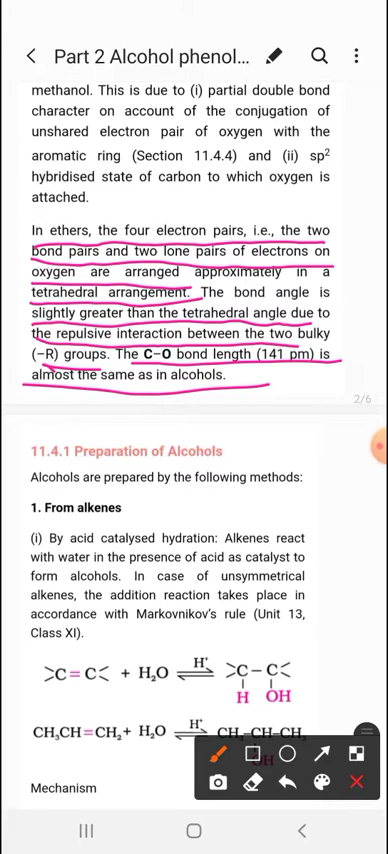 Part 2 Alcohol phenol...
methanol. This is due to (i) partial double bond
character on account of the conjugation of
unshared electron pair of oxygen with the
aromatic ring (Section 11.4.4) and (ii) sp²
hybridised state of carbon to which oxygen is
attached.
In ethers, the four electron pairs, i.e., the two
bond pairs and two lone pairs of electrons on
oxygen are arranged approximately in a
tetrahedral arrangement. The bond angle is
slightly greater than the tetrahedral angle due to
the repulsive interaction between the two bulky
(–R) groups. The C–O bond length (141 pm) is
almost the same as in alcohols.
2/6
11.4.1 Preparation of Alcohols
Alcohols are prepared by the following methods:
1. From alkenes
(i) By acid catalysed hydration: Alkenes react
with water in the presence of acid as catalyst to
form alcohols. In case of unsymmetrical
alkenes, the addition reaction takes place in
accordance with Markovnikov's rule (Unit 13,
Class XI).
>C=C< + H₂O ⇌ H⁺ >C–C<
H OH
CH₃CH=CH₂ + H₂O ⇌ H⁺ CH₃–CH–CH₃
OH
Mechanism